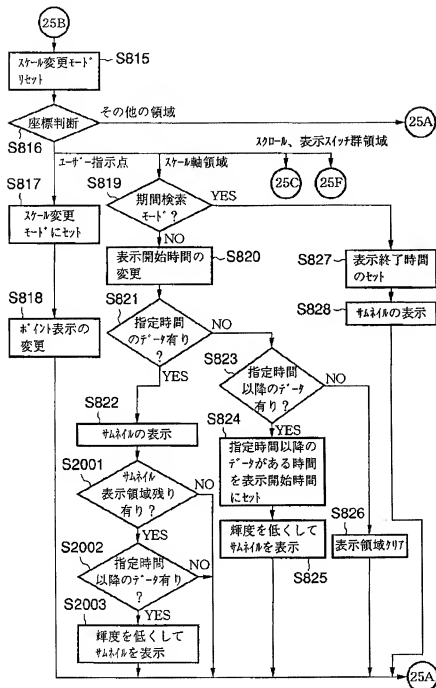 25B
S815
スケール変更モード
リセット
座標判断
その他の領域
25A
S816
ユーザー指示点
スケール軸領域
スクロール、表示スイッチ群領域
25C
25F
S817
スケール変更
モードにセット
S818
ポイント表示の
変更
S819
期間検索
モード?
YES
NO
S820
表示開始時間の
変更
S827
表示終了時間
のセット
S828
サムネイルの表示
S821
指定時間
のデータ有り
?
NO
YES
S823
指定時間
以降のデータ
有り?
NO
YES
S822
サムネイルの表示
S824
指定時間以降の
データがある時間
を表示開始時間
にセット
S2001
サムネイル
表示領域残り
有り?
NO
YES
輝度を低くして
サムネイルを表示
S825
S826
表示領域クリア
S2002
指定時間
以降のデータ有り
?
NO
YES
S2003
輝度を低くして
サムネイルを表示
25A